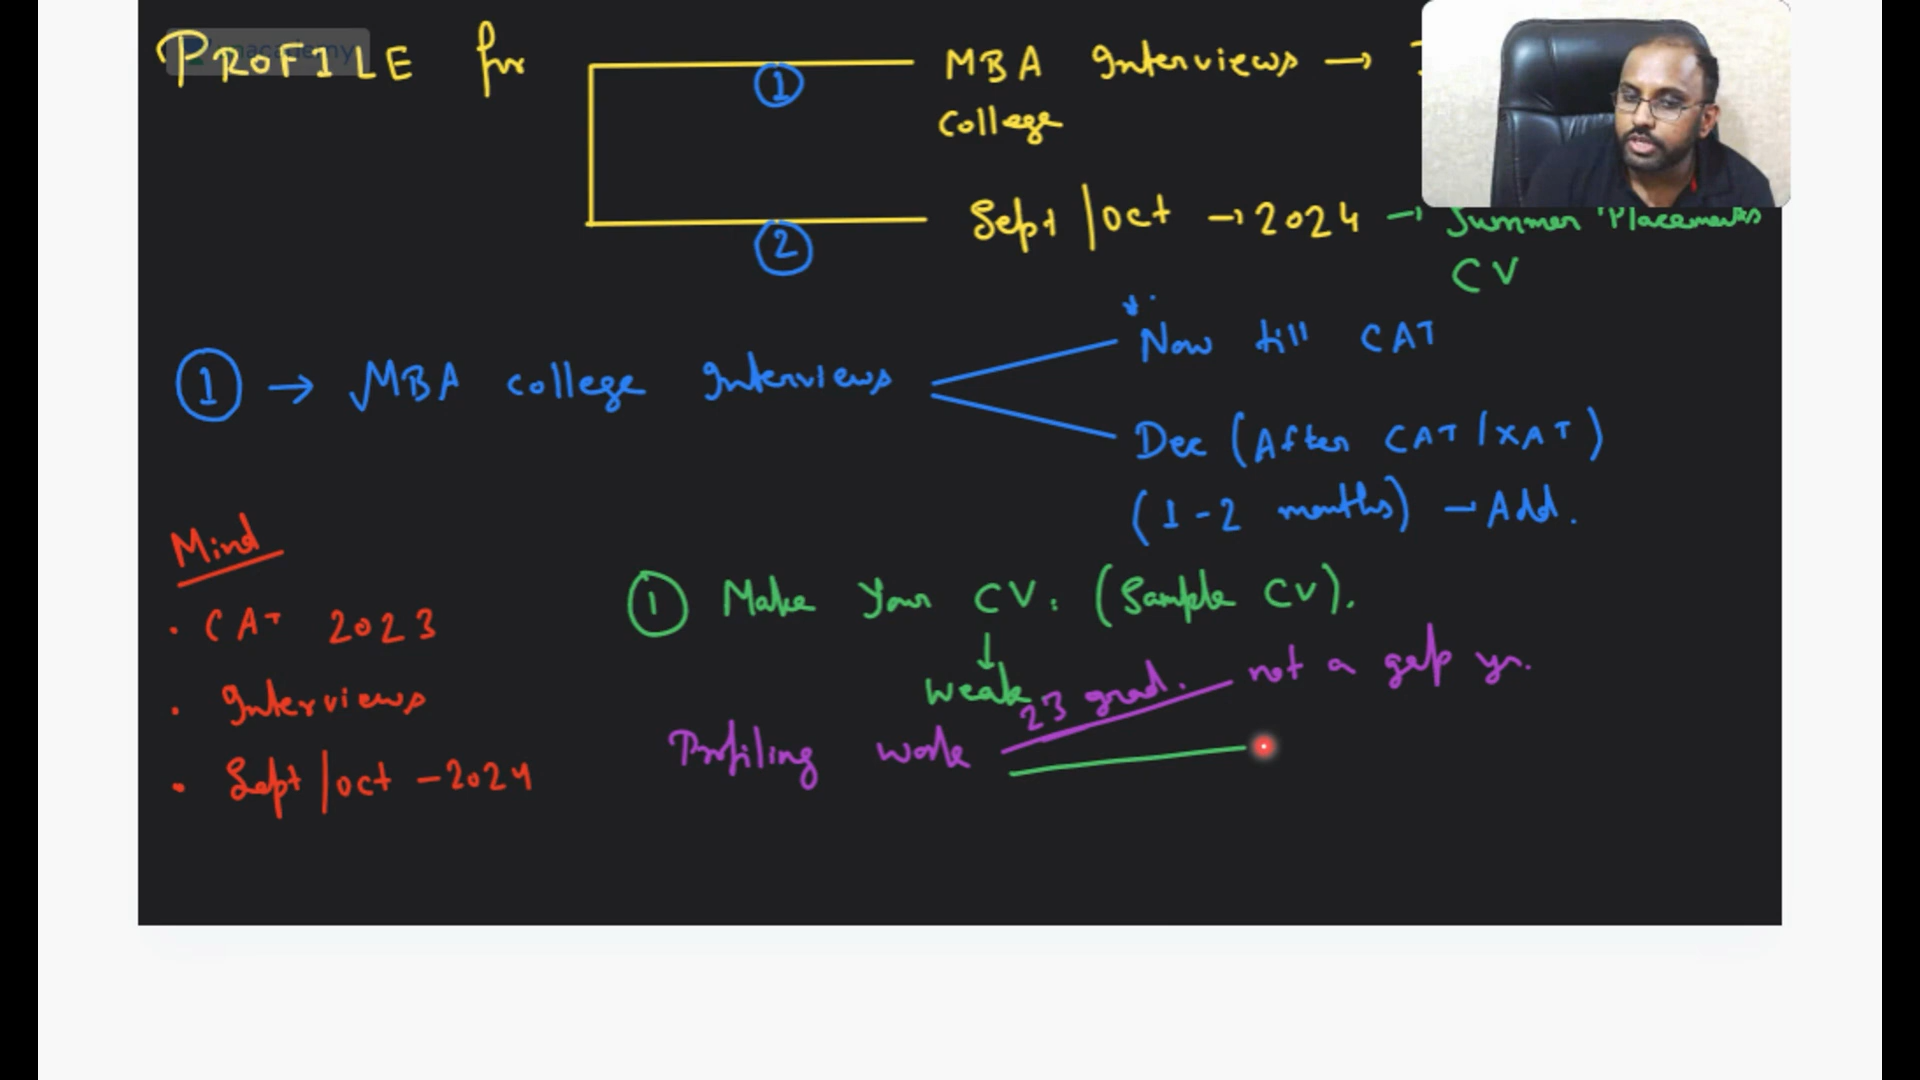 PROFILE for
① MBA Interviews →
College
② Sept/Oct → 2024 → Summer Placements
CV
① → MBA college Interviews
Now till CAT
Dec (After CAT/XAT)
(1-2 months) → Add.
Mind
· CAT 2023
· Interviews
· Sept/Oct - 2024
① Make Your CV: (Sample CV).
↓
Weak
Profiling work
23 grad. not a gap yr.